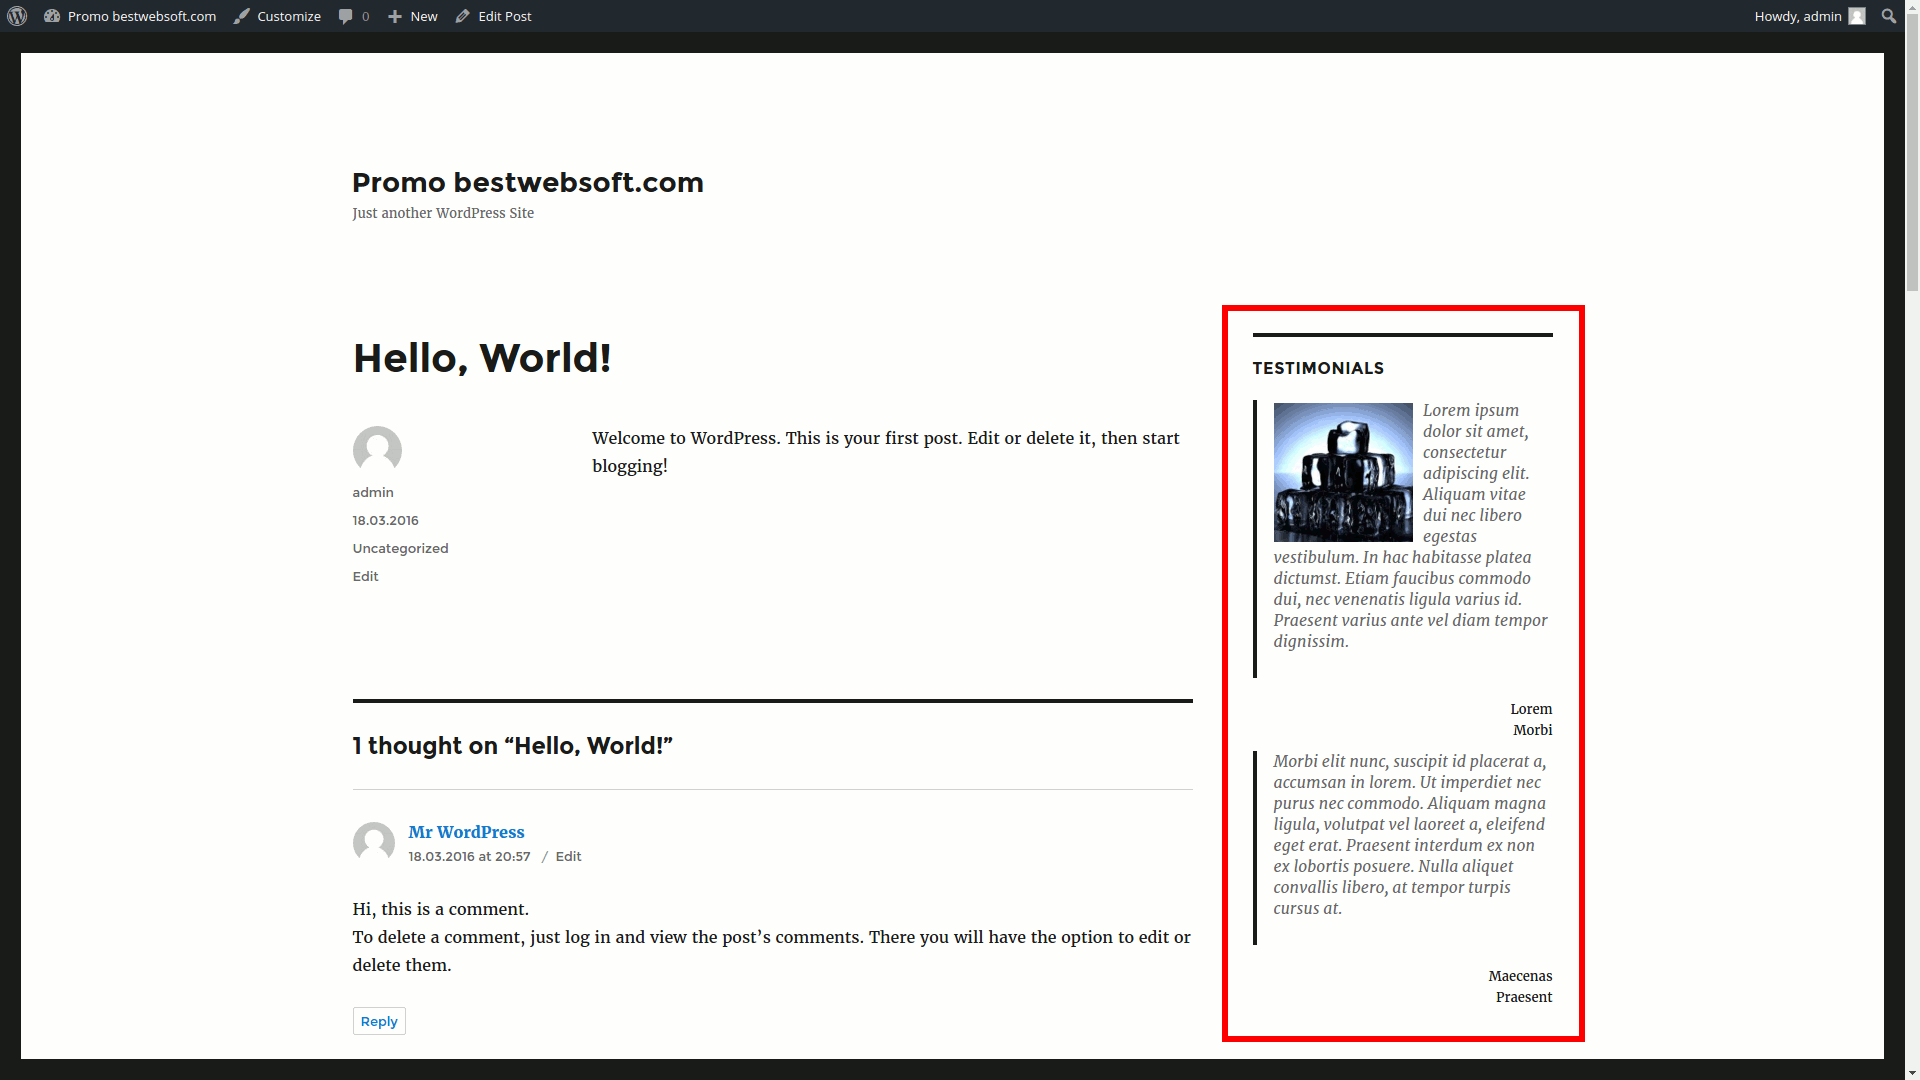 Promo bestwebsoft.com Customize 0 New Edit Post Howdy, admin
Promo bestwebsoft.com
Just another WordPress Site
Hello, World!
admin
18.03.2016
Uncategorized
Edit
Welcome to WordPress. This is your first post. Edit or delete it, then start
blogging!
1 thought on “Hello, World!”
Mr WordPress
18.03.2016 at 20:57 / Edit
Hi, this is a comment.
To delete a comment, just log in and view the post’s comments. There you will have the option to edit or
delete them.
Reply
TESTIMONIALS
Lorem ipsum
dolor sit amet,
consectetur
adipiscing elit.
Aliquam vitae
dui nec libero
egestas
vestibulum. In hac habitasse platea
dictumst. Etiam faucibus commodo
dui, nec venenatis ligula varius id.
Praesent varius ante vel diam tempor
dignissim.
Lorem
Morbi
Morbi elit nunc, suscipit id placerat a,
accumsan in lorem. Ut imperdiet nec
purus nec commodo. Aliquam magna
ligula, volutpat vel laoreet a, eleifend
eget erat. Praesent interdum ex non
ex lobortis posuere. Nulla aliquet
convallis libero, at tempor turpis
cursus at.
Maecenas
Praesent